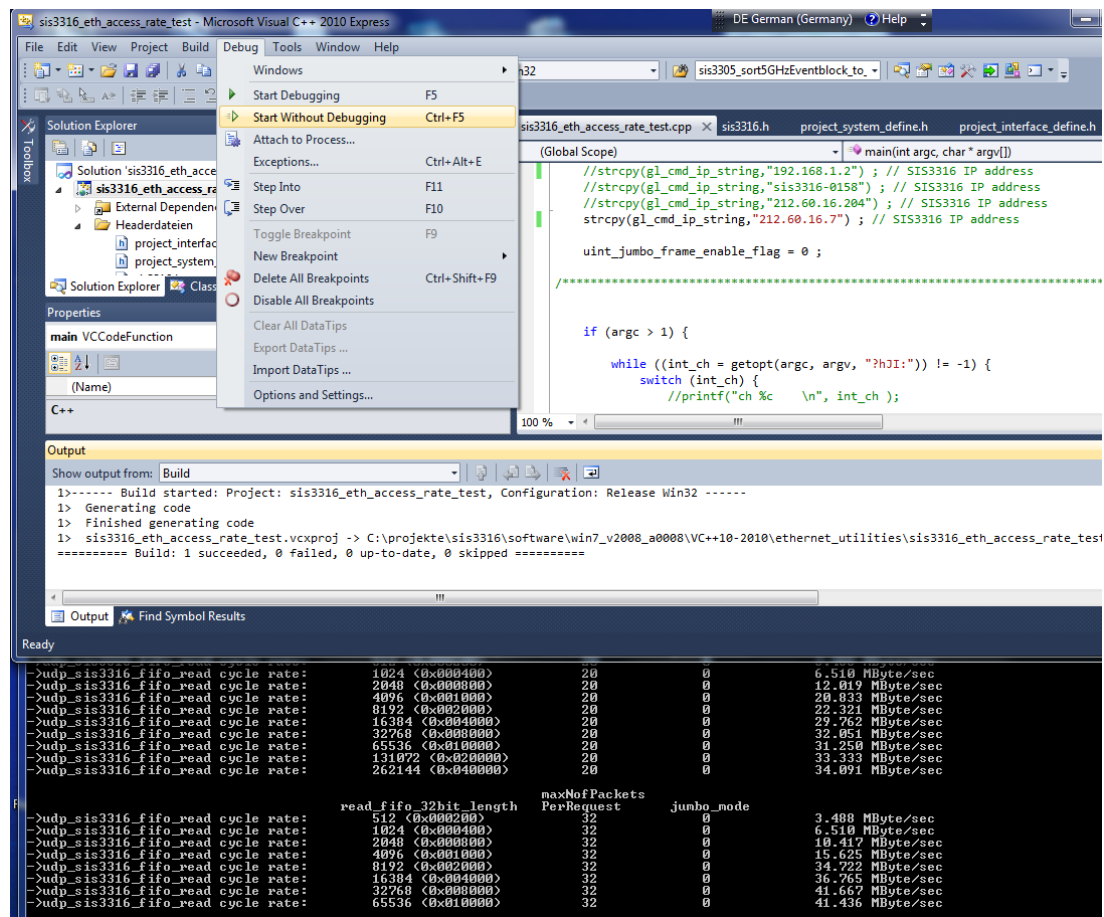 sis3316_eth_access_rate_test - Microsoft Visual C++ 2010 Express
DE German (Germany) Help
File Edit View Project Build Debug Tools Window Help
Windows
Start Debugging F5
Start Without Debugging Ctrl+F5
Attach to Process...
Exceptions... Ctrl+Alt+E
Step Into F11
Step Over F10
Toggle Breakpoint F9
New Breakpoint
Delete All Breakpoints Ctrl+Shift+F9
Disable All Breakpoints
Clear All DataTips
Export DataTips ...
Import DataTips ...
Options and Settings...
n32
sis3305_sort5GHzEventblock_to_
Toolbox
Solution Explorer
Solution 'sis3316_eth_acce
sis3316_eth_access_ra
External Dependen
Headerdateien
project_interfac
project_system_
Solution Explorer Class
Properties
main VCCodeFunction
(Name)
C++
sis3316_eth_access_rate_test.cpp sis3316.h project_system_define.h project_interface_define.h
(Global Scope) main(int argc, char * argv[])
//strcpy(gl_cmd_ip_string,"192.168.1.2") ; // SIS3316 IP address
//strcpy(gl_cmd_ip_string,"sis3316-0158") ; // SIS3316 IP address
//strcpy(gl_cmd_ip_string,"212.60.16.204") ; // SIS3316 IP address
strcpy(gl_cmd_ip_string,"212.60.16.7") ; // SIS3316 IP address
uint_jumbo_frame_enable_flag = 0 ;
if (argc > 1) {
while ((int_ch = getopt(argc, argv, "?hJI:")) != -1) {
switch (int_ch) {
//printf("ch %c \n", int_ch );
100 %
Output
Show output from: Build
1>------ Build started: Project: sis3316_eth_access_rate_test, Configuration: Release Win32 ------
1> Generating code
1> Finished generating code
1> sis3316_eth_access_rate_test.vcxproj -> C:\projekte\sis3316\software\win7_v2008_a0008\VC++10-2010\ethernet_utilities\sis3316_eth_access_rate_test
========== Build: 1 succeeded, 0 failed, 0 up-to-date, 0 skipped ==========
Output Find Symbol Results
Ready
->udp_sis3316_fifo_read cycle rate: 1024 (0x000400) 20 0 6.510 MByte/sec
->udp_sis3316_fifo_read cycle rate: 2048 (0x000800) 20 0 12.019 MByte/sec
->udp_sis3316_fifo_read cycle rate: 4096 (0x001000) 20 0 20.833 MByte/sec
->udp_sis3316_fifo_read cycle rate: 8192 (0x002000) 20 0 22.321 MByte/sec
->udp_sis3316_fifo_read cycle rate: 16384 (0x004000) 20 0 29.762 MByte/sec
->udp_sis3316_fifo_read cycle rate: 32768 (0x008000) 20 0 32.051 MByte/sec
->udp_sis3316_fifo_read cycle rate: 65536 (0x010000) 20 0 31.250 MByte/sec
->udp_sis3316_fifo_read cycle rate: 131072 (0x020000) 20 0 33.333 MByte/sec
->udp_sis3316_fifo_read cycle rate: 262144 (0x040000) 20 0 34.091 MByte/sec
maxNofPackets
read_fifo_32bit_length PerRequest jumbo_mode
->udp_sis3316_fifo_read cycle rate: 512 (0x000200) 32 0 3.488 MByte/sec
->udp_sis3316_fifo_read cycle rate: 1024 (0x000400) 32 0 6.510 MByte/sec
->udp_sis3316_fifo_read cycle rate: 2048 (0x000800) 32 0 10.417 MByte/sec
->udp_sis3316_fifo_read cycle rate: 4096 (0x001000) 32 0 15.625 MByte/sec
->udp_sis3316_fifo_read cycle rate: 8192 (0x002000) 32 0 34.722 MByte/sec
->udp_sis3316_fifo_read cycle rate: 16384 (0x004000) 32 0 36.765 MByte/sec
->udp_sis3316_fifo_read cycle rate: 32768 (0x008000) 32 0 41.667 MByte/sec
->udp_sis3316_fifo_read cycle rate: 65536 (0x010000) 32 0 41.436 MByte/sec